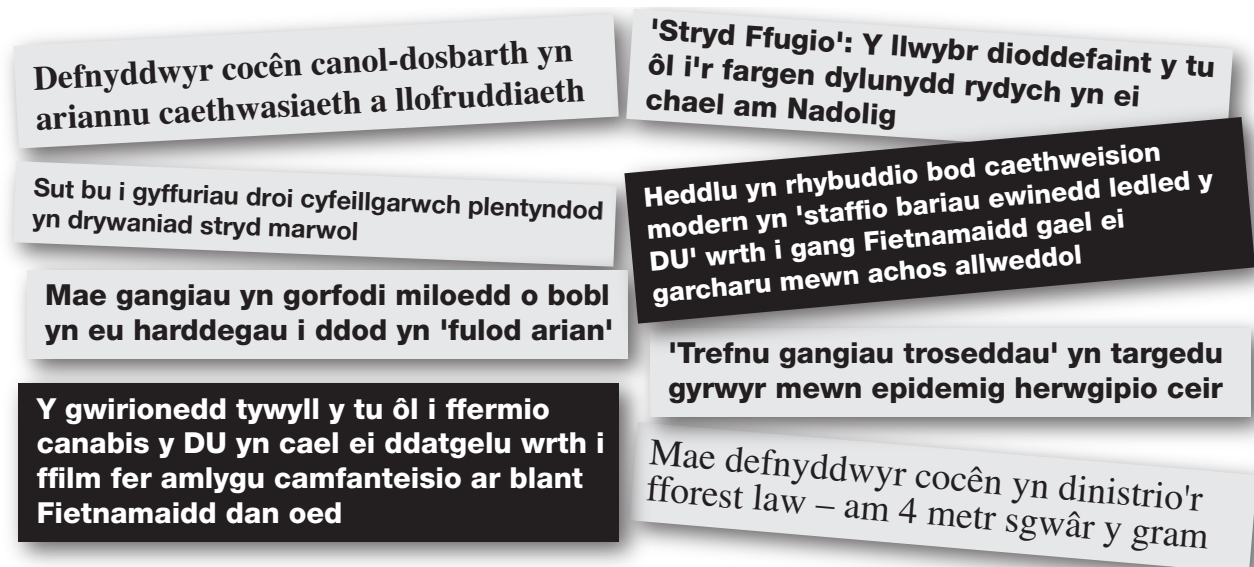 Defnyddwyr cocên canol-dosbarth yn
ariannu caethwasiaeth a llofruddiaeth
'Stryd Ffugio': Y llwybr dioddefaint y tu
ôl i'r fargen dylunydd rydych yn ei
chael am Nadolig
Sut bu i gyffuriau droi cyfeillgarwch plentyndod
yn drywaniad stryd marwol
Heddlu yn rhybuddio bod caethweision
modern yn 'staffio bariau ewinedd ledled y
DU' wrth i gang Fietnamaidd gael ei
garcharu mewn achos allweddol
Mae gangiau yn gorfodi miloedd o bobl
yn eu harddegau i ddod yn 'fulod arian'
'Trefnu gangiau troseddau' yn targedu
gyrwyr mewn epidemig herwgipio ceir
Y gwirionedd tywyll y tu ôl i ffermio
canabis y DU yn cael ei ddatgelu wrth i
ffilm fer amlygu camfanteisio ar blant
Fietnamaidd dan oed
Mae defnyddwyr cocên yn dinistrio'r
fforest law – am 4 metr sgwâr y gram